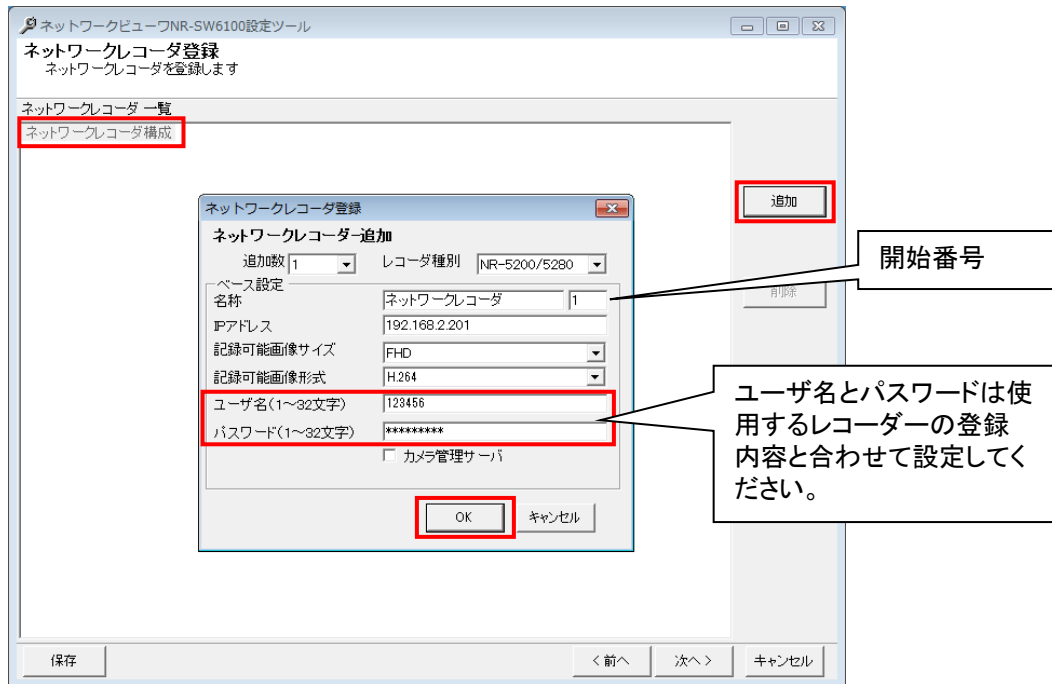 ネットワークビューワNR-SW6100設定ツール
ネットワークレコーダ登録
ネットワークレコーダを登録します
ネットワークレコーダ 一覧
ネットワークレコーダ構成
追加
削除
ネットワークレコーダ登録
ネットワークレコーダー追加
追加数 1 レコーダ種別 NR-5200/5280
ベース設定
名称 ネットワークレコーダ 1
IPアドレス 192.168.2.201
記録可能画像サイズ FHD
記録可能画像形式 H.264
ユーザ名(1～32文字) 123456
パスワード(1～32文字) *********
カメラ管理サーバ
OK キャンセル
開始番号
ユーザ名とパスワードは使
用するレコーダーの登録
内容と合わせて設定してく
ださい。
保存 <前へ 次へ> キャンセル